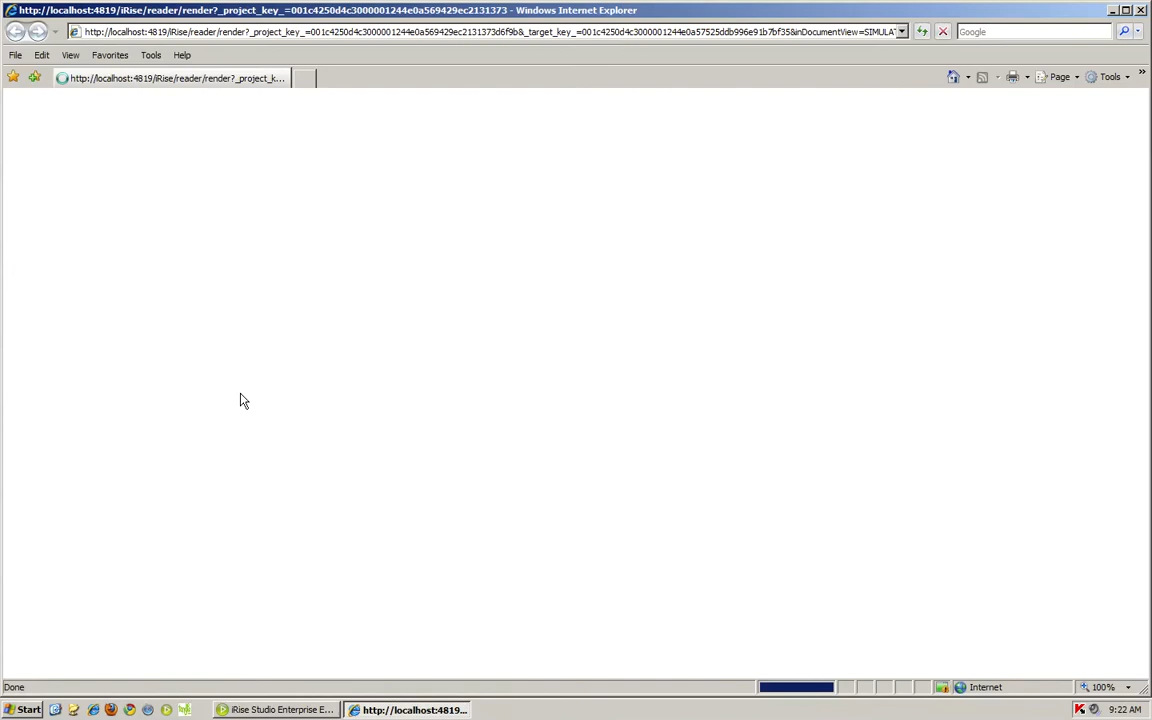 http://localhost:4819/iRise/reader/render?_project_key_=001c4250d4c3000001244e0a569429ec2131373 - Windows Internet Explorer
http://localhost:4819/iRise/reader/render?_project_key_=001c4250d4c3000001244e0a569429ec2131373d6f9b&_target_key_=001c4250d4c3000001244e0a57525ddb996e91b7bf35&inDocumentView=SIMULAT
Google
File Edit View Favorites Tools Help
http://localhost:4819/iRise/reader/render?_project_k...
Page Tools »
Done
Internet
100%
Start
iRise Studio Enterprise E...
http://localhost:4819...
9:22 AM